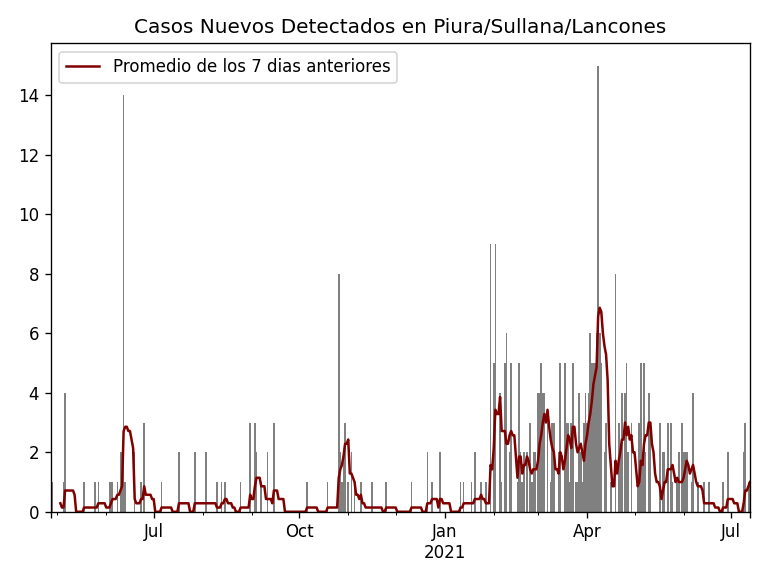 Casos Nuevos Detectados en Piura/Sullana/Lancones
Promedio de los 7 dias anteriores
14
12
10
8
6
4
2
0
Jul
Oct
Jan
2021
Apr
Jul